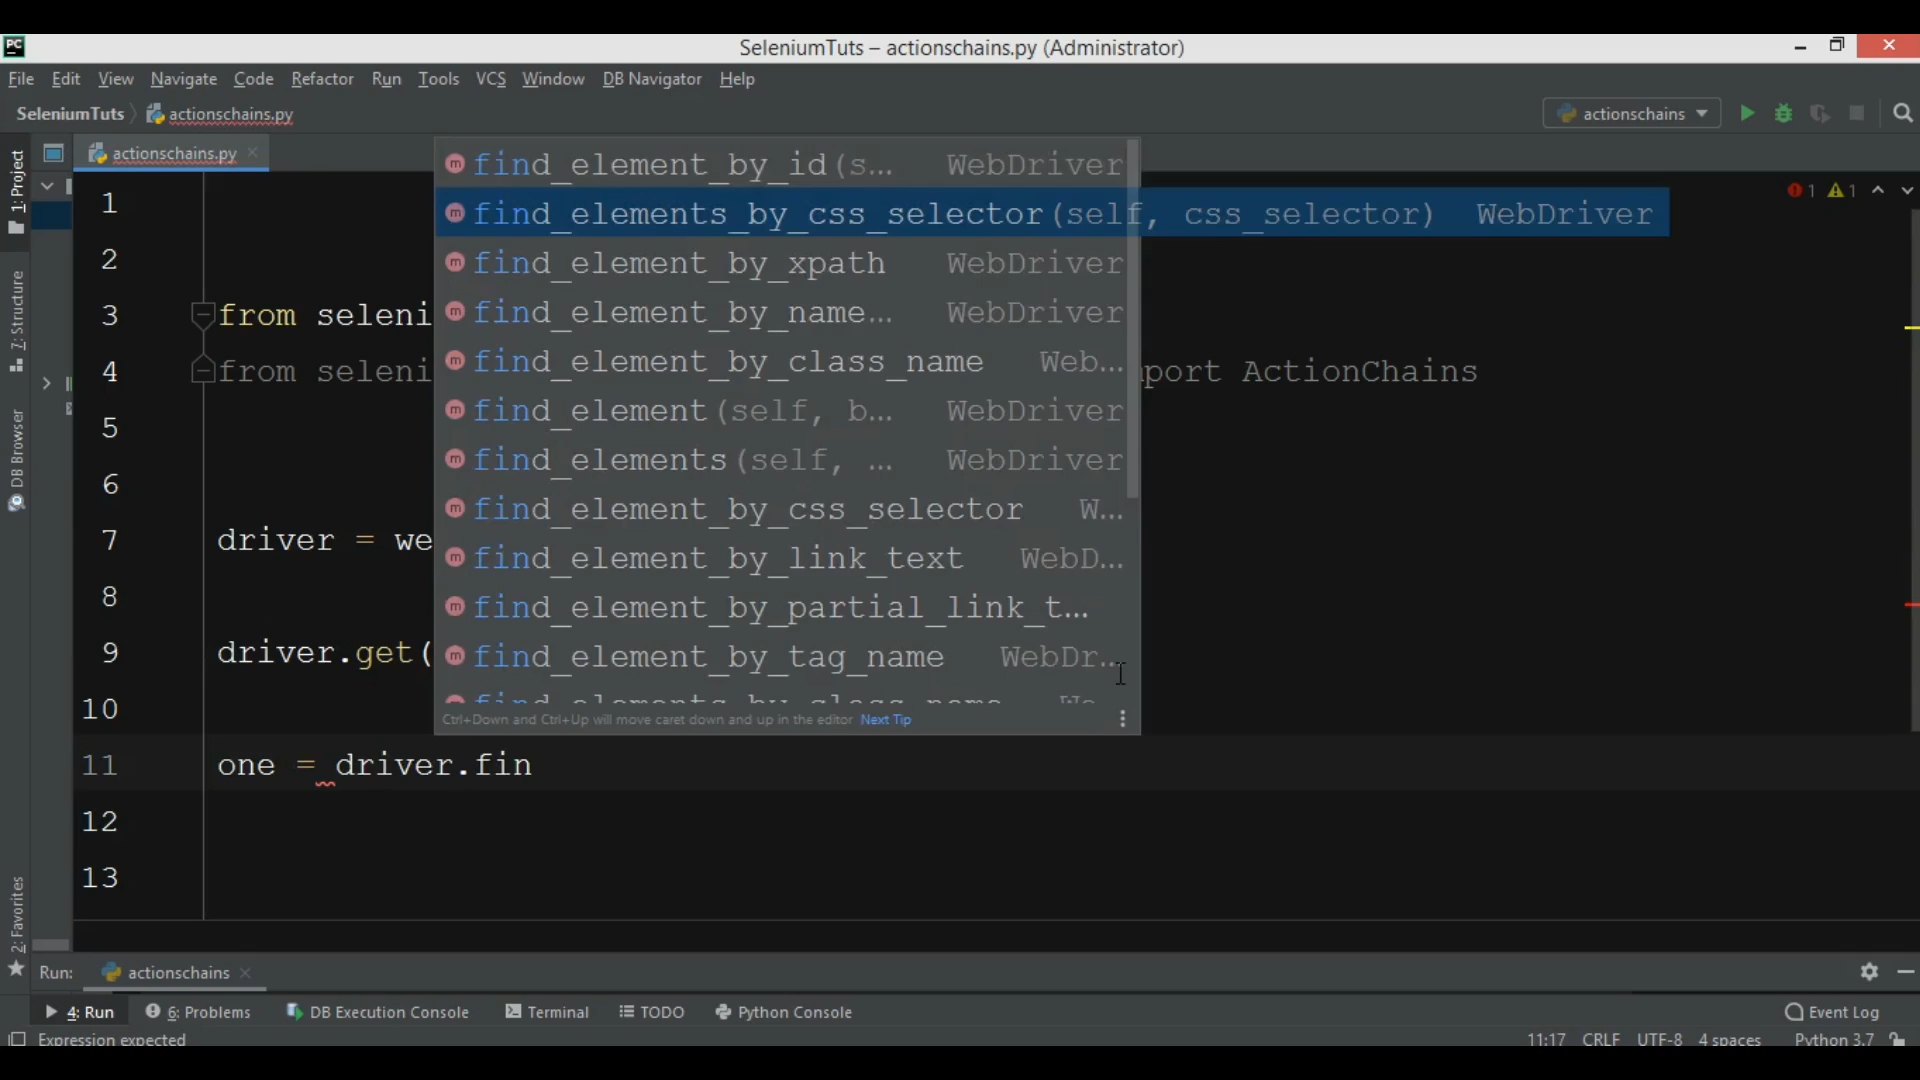 PC
SeleniumTuts – actionschains.py (Administrator)
File Edit View Navigate Code Refactor Run Tools VCS Window DB Navigator Help
SeleniumTuts actionschains.py
actionschains
1: Project
7: Structure
DB Browser
2: Favorites
actionschains.py
1 1
1
2
3 from seleni
4 from seleni port ActionChains
5
6
7 driver = we
8
9 driver.get(
10
11 one = driver.fin
12
13
find_element_by_id(s... WebDriver
find_elements_by_css_selector(self, css_selector) WebDriver
find_element_by_xpath WebDriver
find_element_by_name... WebDriver
find_element_by_class_name Web...
find_element(self, b... WebDriver
find_elements(self, ... WebDriver
find_element_by_css_selector W...
find_element_by_link_text WebD...
find_element_by_partial_link_t...
find_element_by_tag_name WebDr...
find_elements_by_class_name We
Ctrl+Down and Ctrl+Up will move caret down and up in the editor Next Tip
Run: actionschains
4: Run 6: Problems DB Execution Console Terminal TODO Python Console Event Log
Expression expected 11:17 CRLF UTF-8 4 spaces Python 3.7